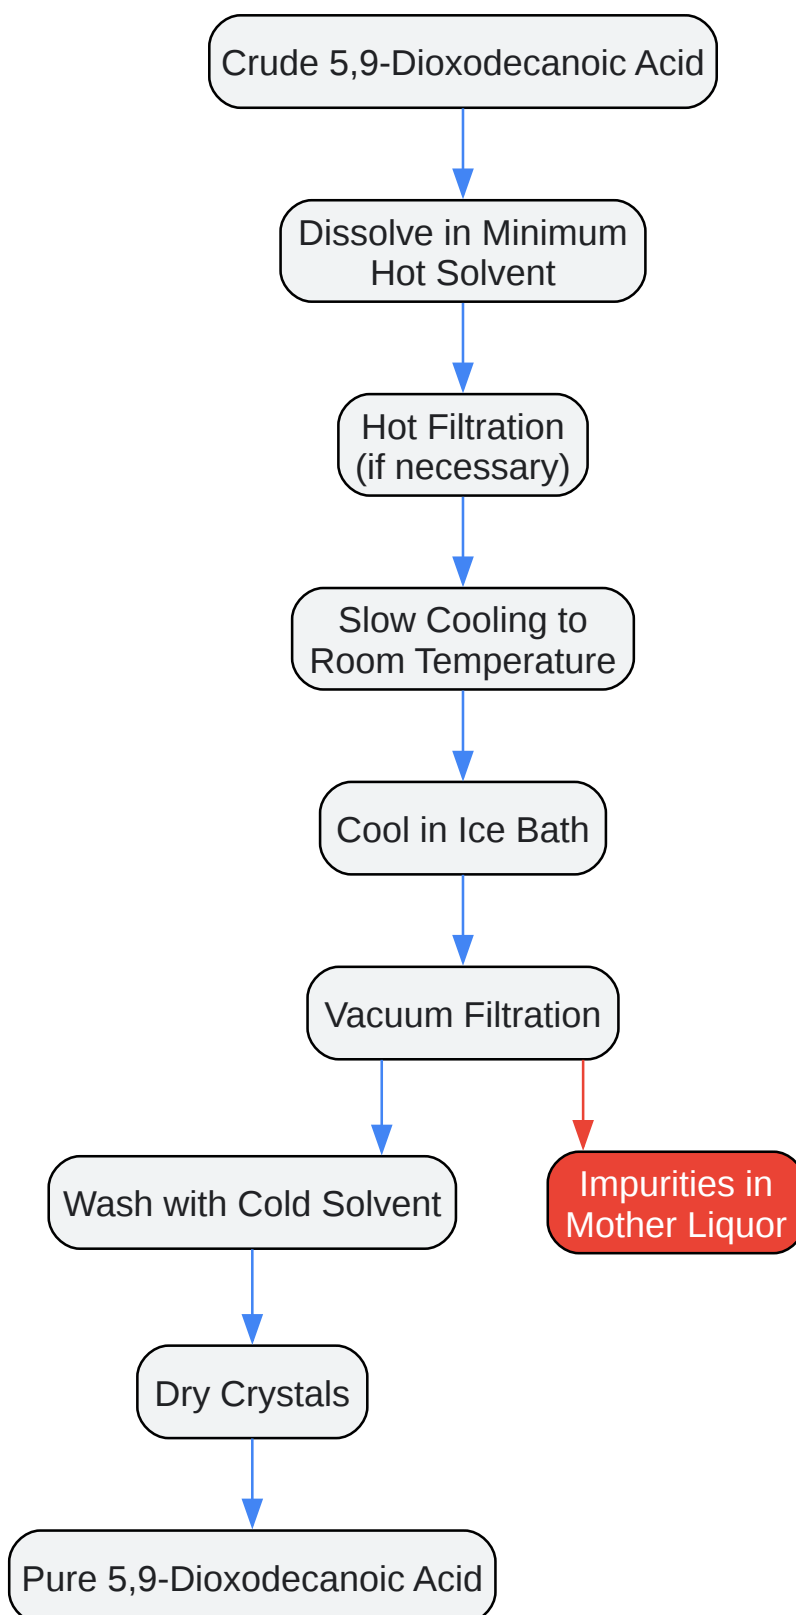 Crude 5,9-Dioxodecanoic Acid
Dissolve in Minimum
Hot Solvent
Hot Filtration
(if necessary)
Slow Cooling to
Room Temperature
Cool in Ice Bath
Vacuum Filtration
Wash with Cold Solvent
Impurities in
Mother Liquor
Dry Crystals
Pure 5,9-Dioxodecanoic Acid